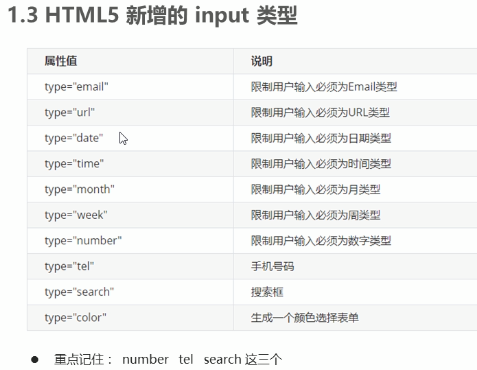 1.3 HTML5 新增的 input 类型
属性值 说明
type="email" 限制用户输入必须为Email类型
type="url" 限制用户输入必须为URL类型
type="date" 限制用户输入必须为日期类型
type="time" 限制用户输入必须为时间类型
type="month" 限制用户输入必须为月类型
type="week" 限制用户输入必须为周类型
type="number" 限制用户输入必须为数字类型
type="tel" 手机号码
type="search" 搜索框
type="color" 生成一个颜色选择表单
● 重点记住： number tel search 这三个